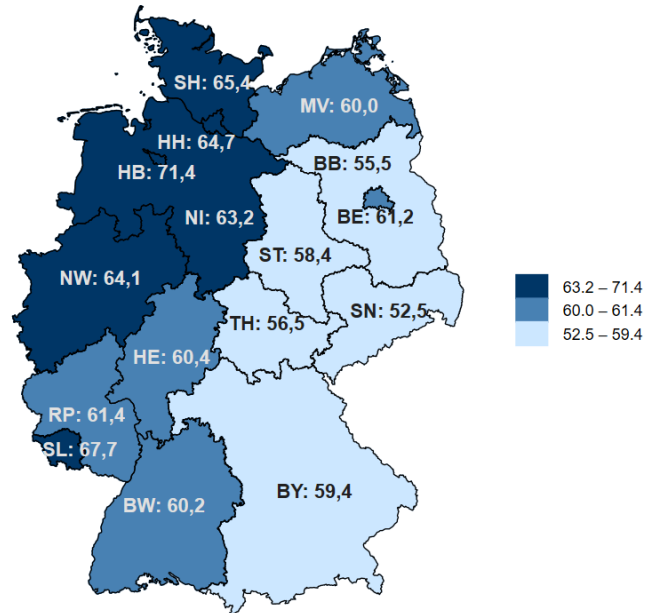 SH: 65,4
MV: 60,0
HH: 64,7
BB: 55,5
HB: 71,4
NI: 63,2
BE: 61,2
ST: 58,4
NW: 64,1
63.2 – 71.4
60.0 – 61.4
52.5 – 59.4
SN: 52,5
TH: 56,5
HE: 60,4
RP: 61,4
SL: 67,7
BY: 59,4
BW: 60,2